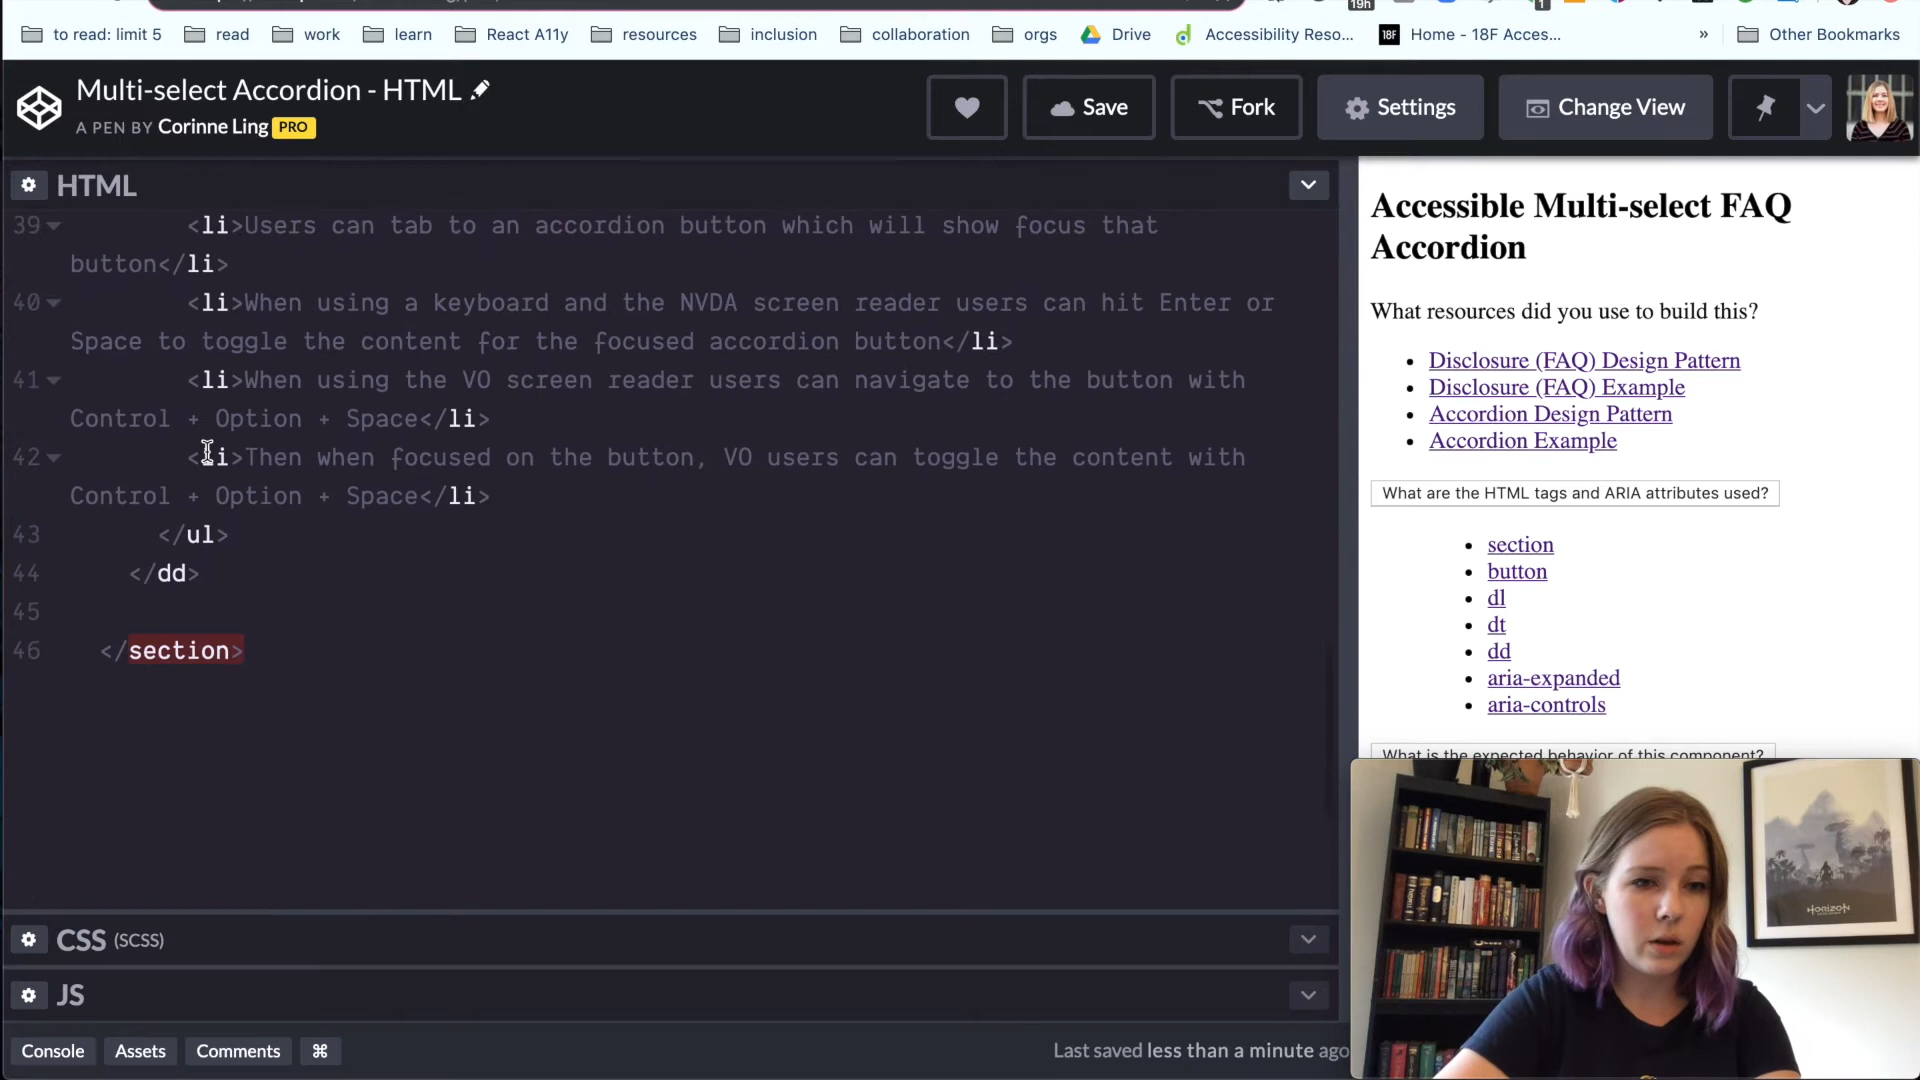 19h
1
to read: limit 5 read work learn React A11y resources inclusion collaboration orgs Drive Accessibility Reso... 18F Home - 18F Acces... » Other Bookmarks
Multi-select Accordion - HTML
A PEN BY Corinne Ling PRO
Save Fork Settings Change View
HTML
39 <li>Users can tab to an accordion button which will show focus that
button</li>
40 <li>When using a keyboard and the NVDA screen reader users can hit Enter or
Space to toggle the content for the focused accordion button</li>
41 <li>When using the VO screen reader users can navigate to the button with
Control + Option + Space</li>
42 <li>Then when focused on the button, VO users can toggle the content with
Control + Option + Space</li>
43 </ul>
44 </dd>
45
46 </section>
CSS (SCSS)
JS
Console Assets Comments ⌘
Last saved less than a minute ago
Accessible Multi-select FAQ
Accordion
What resources did you use to build this?
• Disclosure (FAQ) Design Pattern
• Disclosure (FAQ) Example
• Accordion Design Pattern
• Accordion Example
What are the HTML tags and ARIA attributes used?
• section
• button
• dl
• dt
• dd
• aria-expanded
• aria-controls
What is the expected behavior of this component?
HORIZON